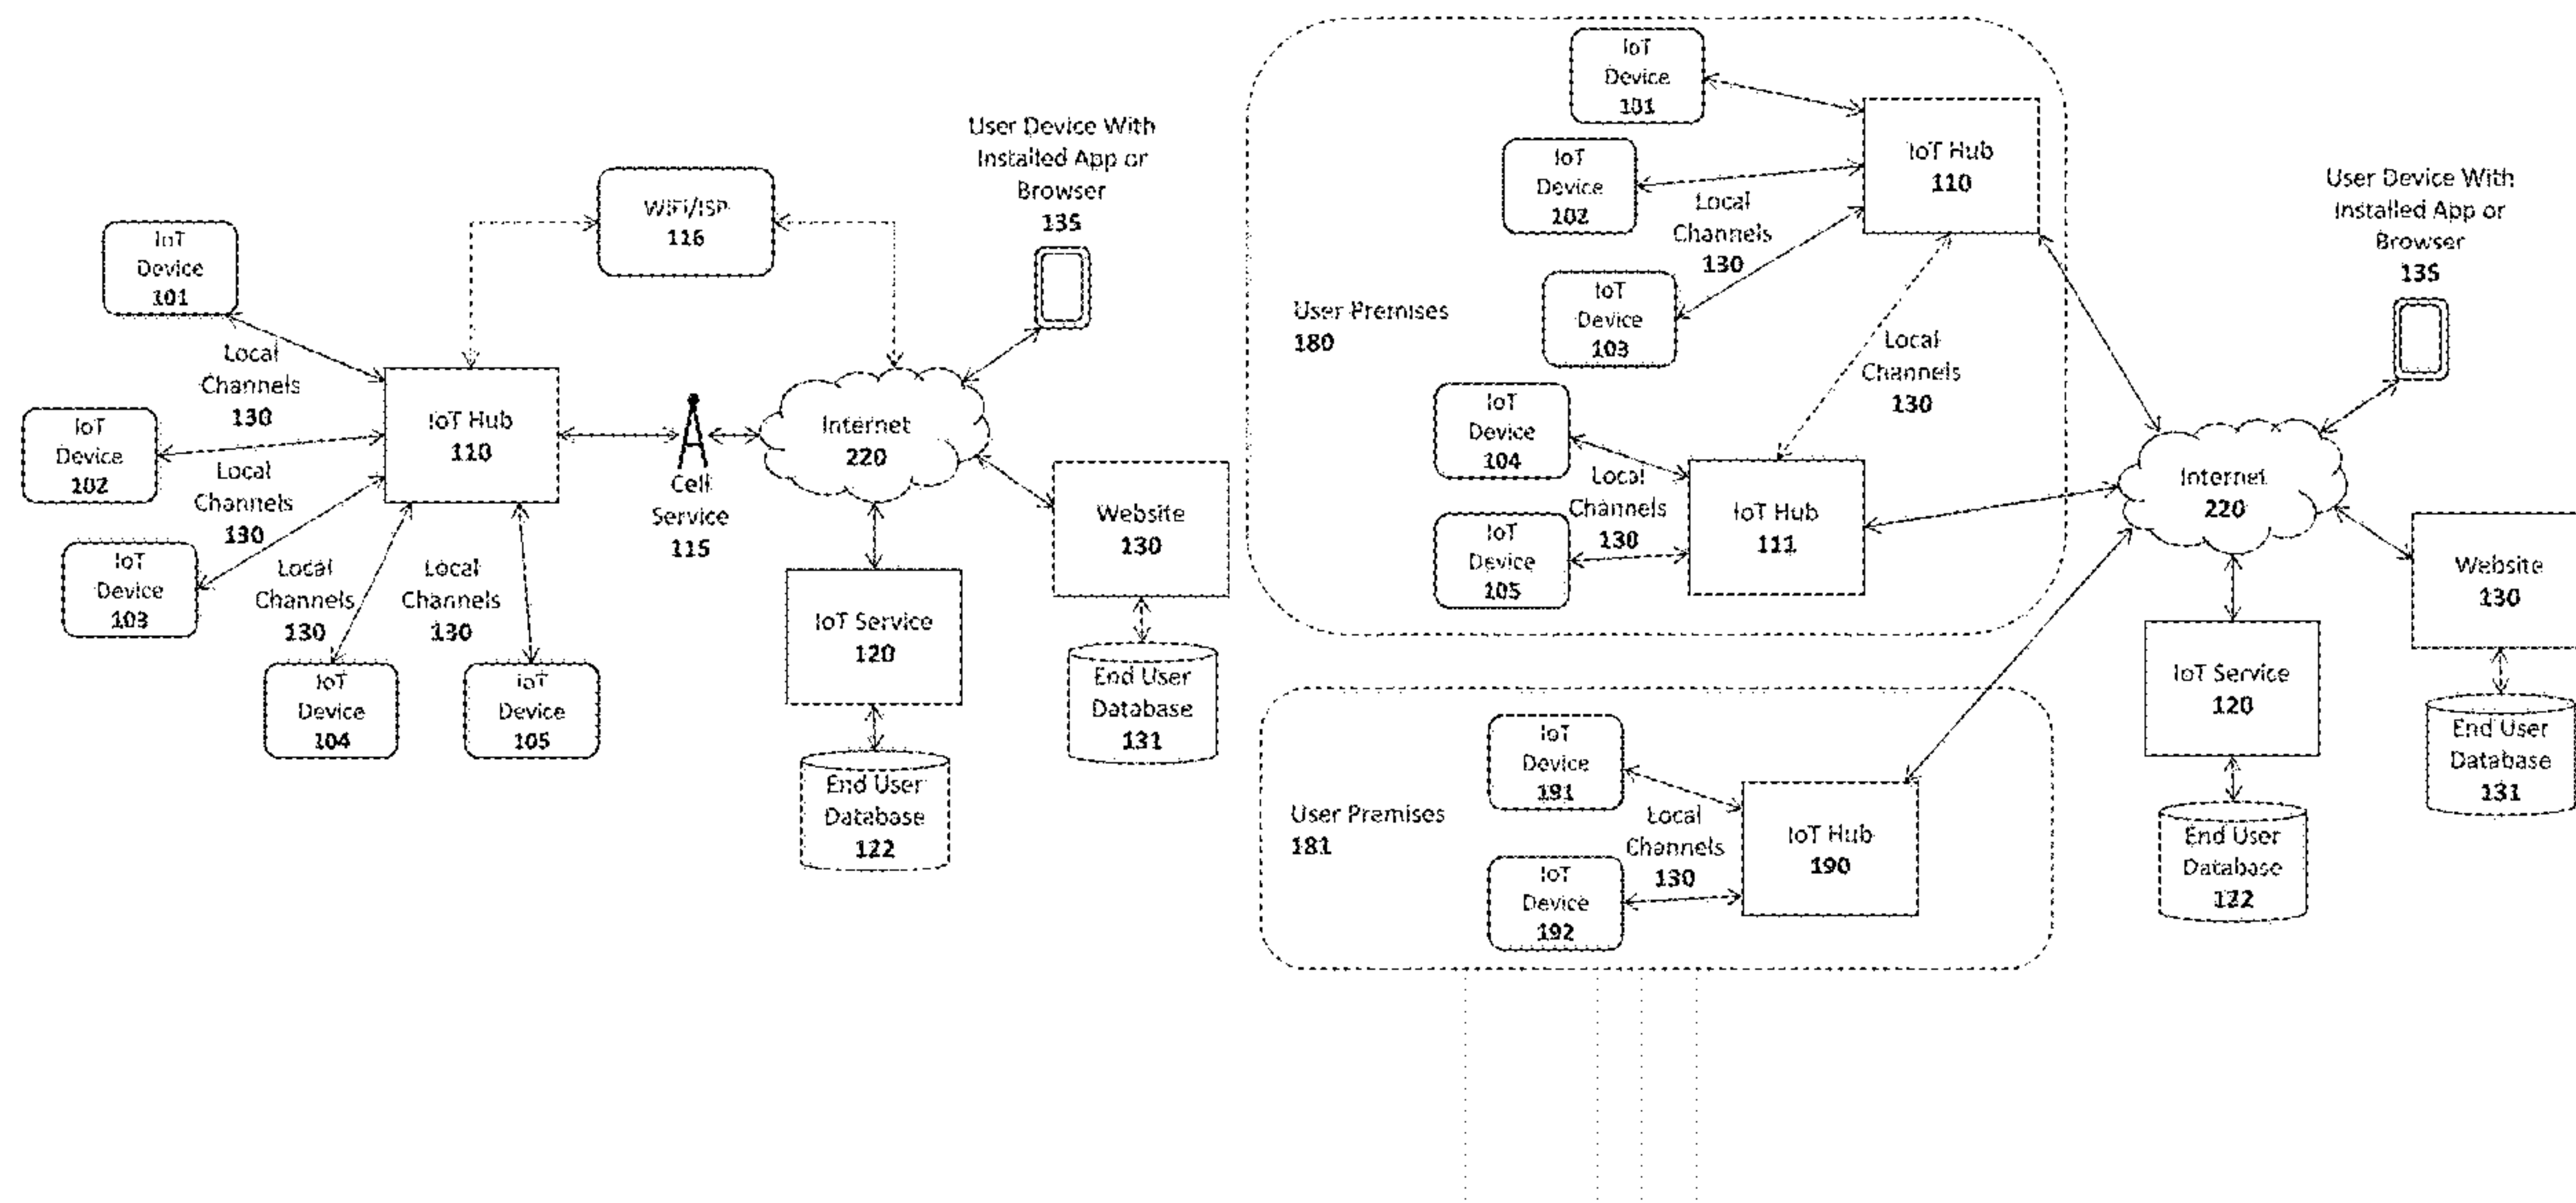 User Device With
Installed App or
Browser
135
WiFi/ISP
116
IoT
Device
101
Local
Channels
130
IoT
Device
102
Local
Channels
130
IoT
Device
103
IoT Hub
110
Local
Channels
130
Local
Channels
130
IoT
Device
104
IoT
Device
105
Cell
Service
115
Internet
220
Website
130
IoT Service
120
End User
Database
131
End User
Database
122
IoT
Device
101
IoT
Device
102
Local
Channels
130
IoT
Device
103
IoT Hub
110
User Premises
180
Local
Channels
130
IoT
Device
104
Local
Channels
130
IoT
Device
105
IoT Hub
111
User Premises
181
IoT
Device
191
Local
Channels
130
IoT
Device
192
IoT Hub
190
User Device With
Installed App or
Browser
135
Internet
220
Website
130
IoT Service
120
End User
Database
131
End User
Database
122